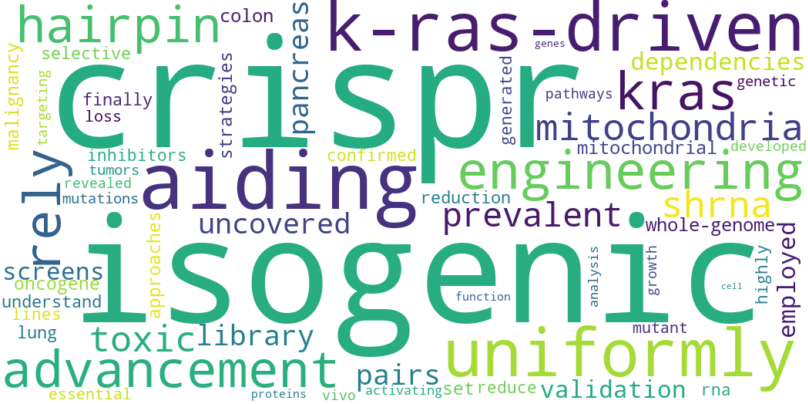 hairpin
colon
k-ras-driven
genes
malignancy
selective
targeting
crispr
finally
loss
strategies
pancreas
generated
pathways
dependencies
kras
genetic
mitochondria
mitochondrial
developed
rely
inhibitors
tumors
revealed
mutations
aiding
confirmed
engineering
reduction
shrna
uncovered
prevalent
whole-genome
approaches
isogenic
screens
oncogene
understand
lines
lung
function
analysis
growth
cell
highly
employed
toxic
library
mutant
advancement
pairs
uniformly
essential
proteins
vivo
activating
set
reduce
validation
rna